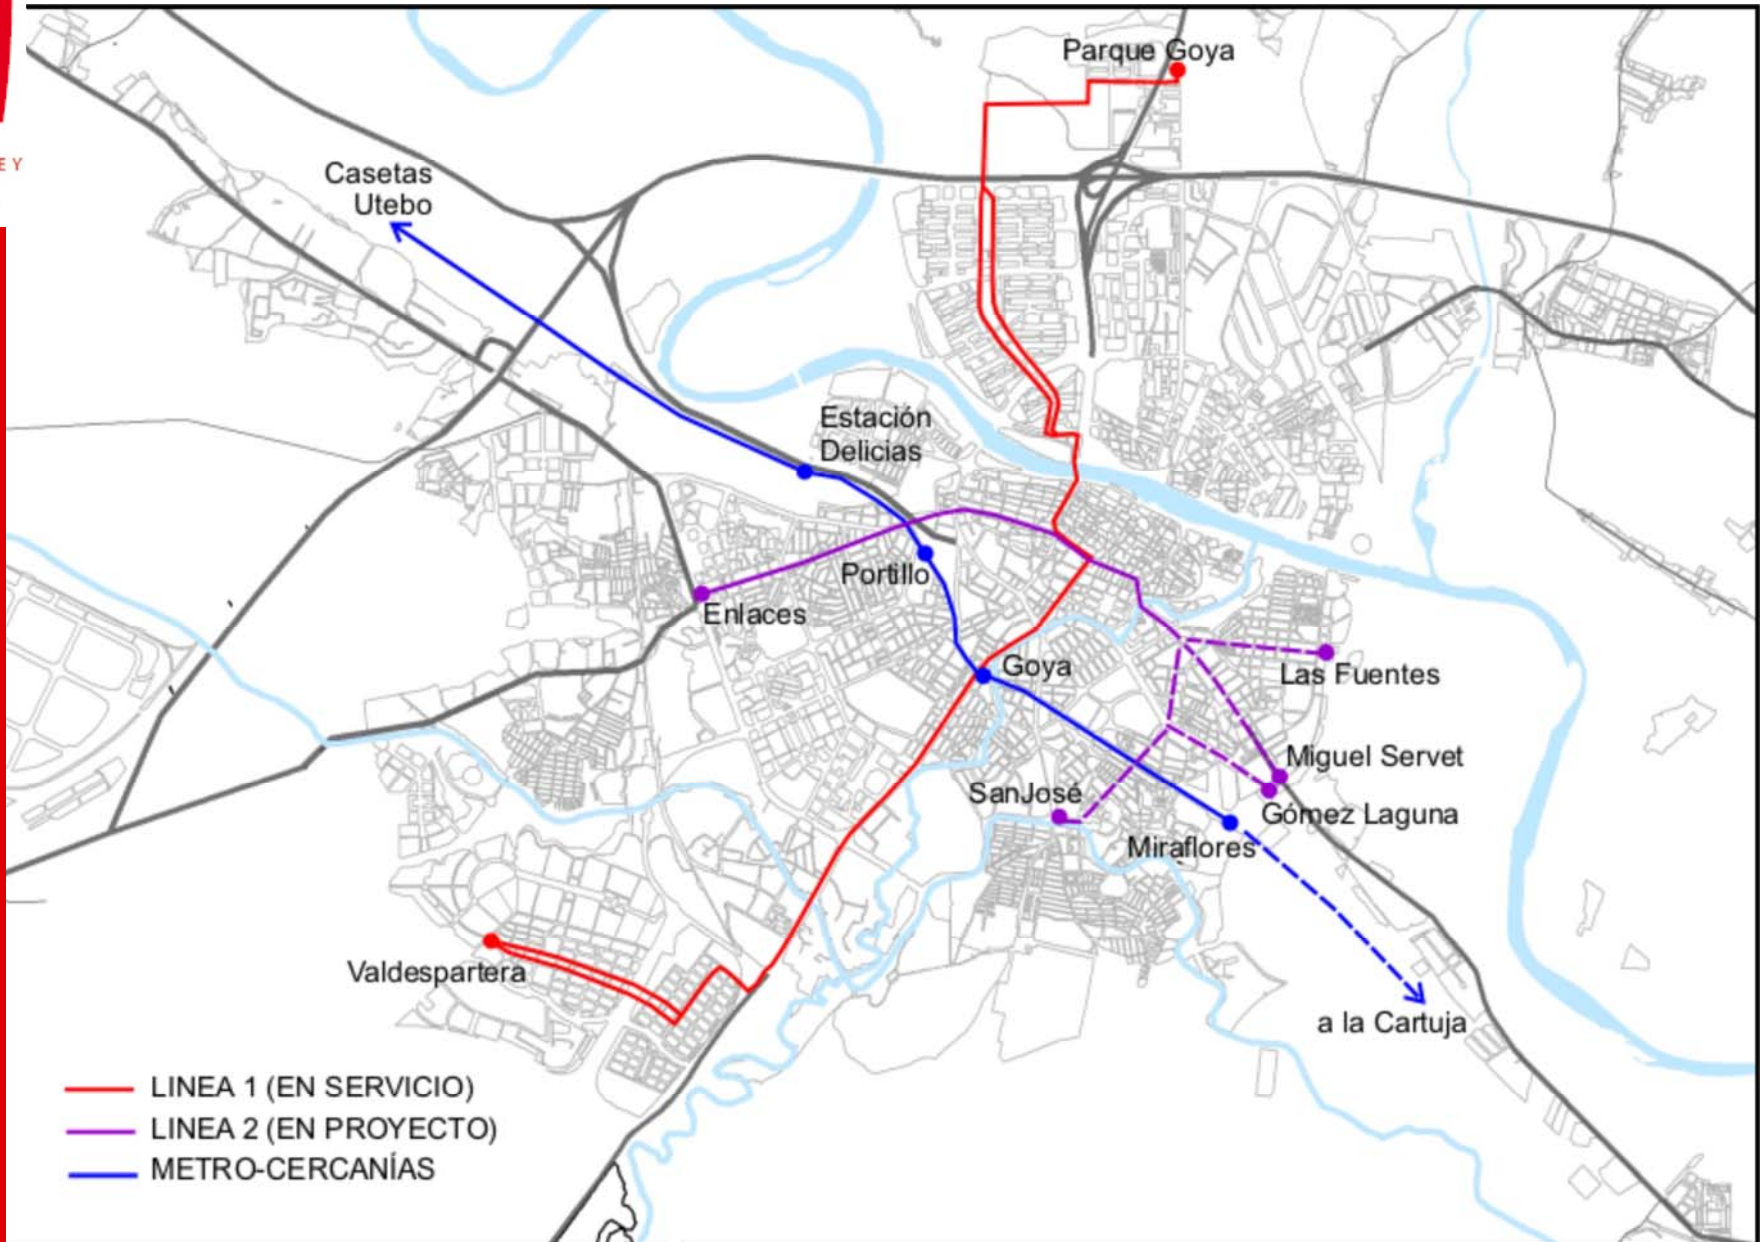 Parque Goya
E Y
Casetas
Utebo
Estación
Delicias
Portillo
Enlaces
Goya
Las Fuentes
Miguel Servet
SanJosé
Gómez Laguna
Miraflores
Valdespartera
a la Cartuja
LINEA 1 (EN SERVICIO)
LINEA 2 (EN PROYECTO)
METRO-CERCANÍAS